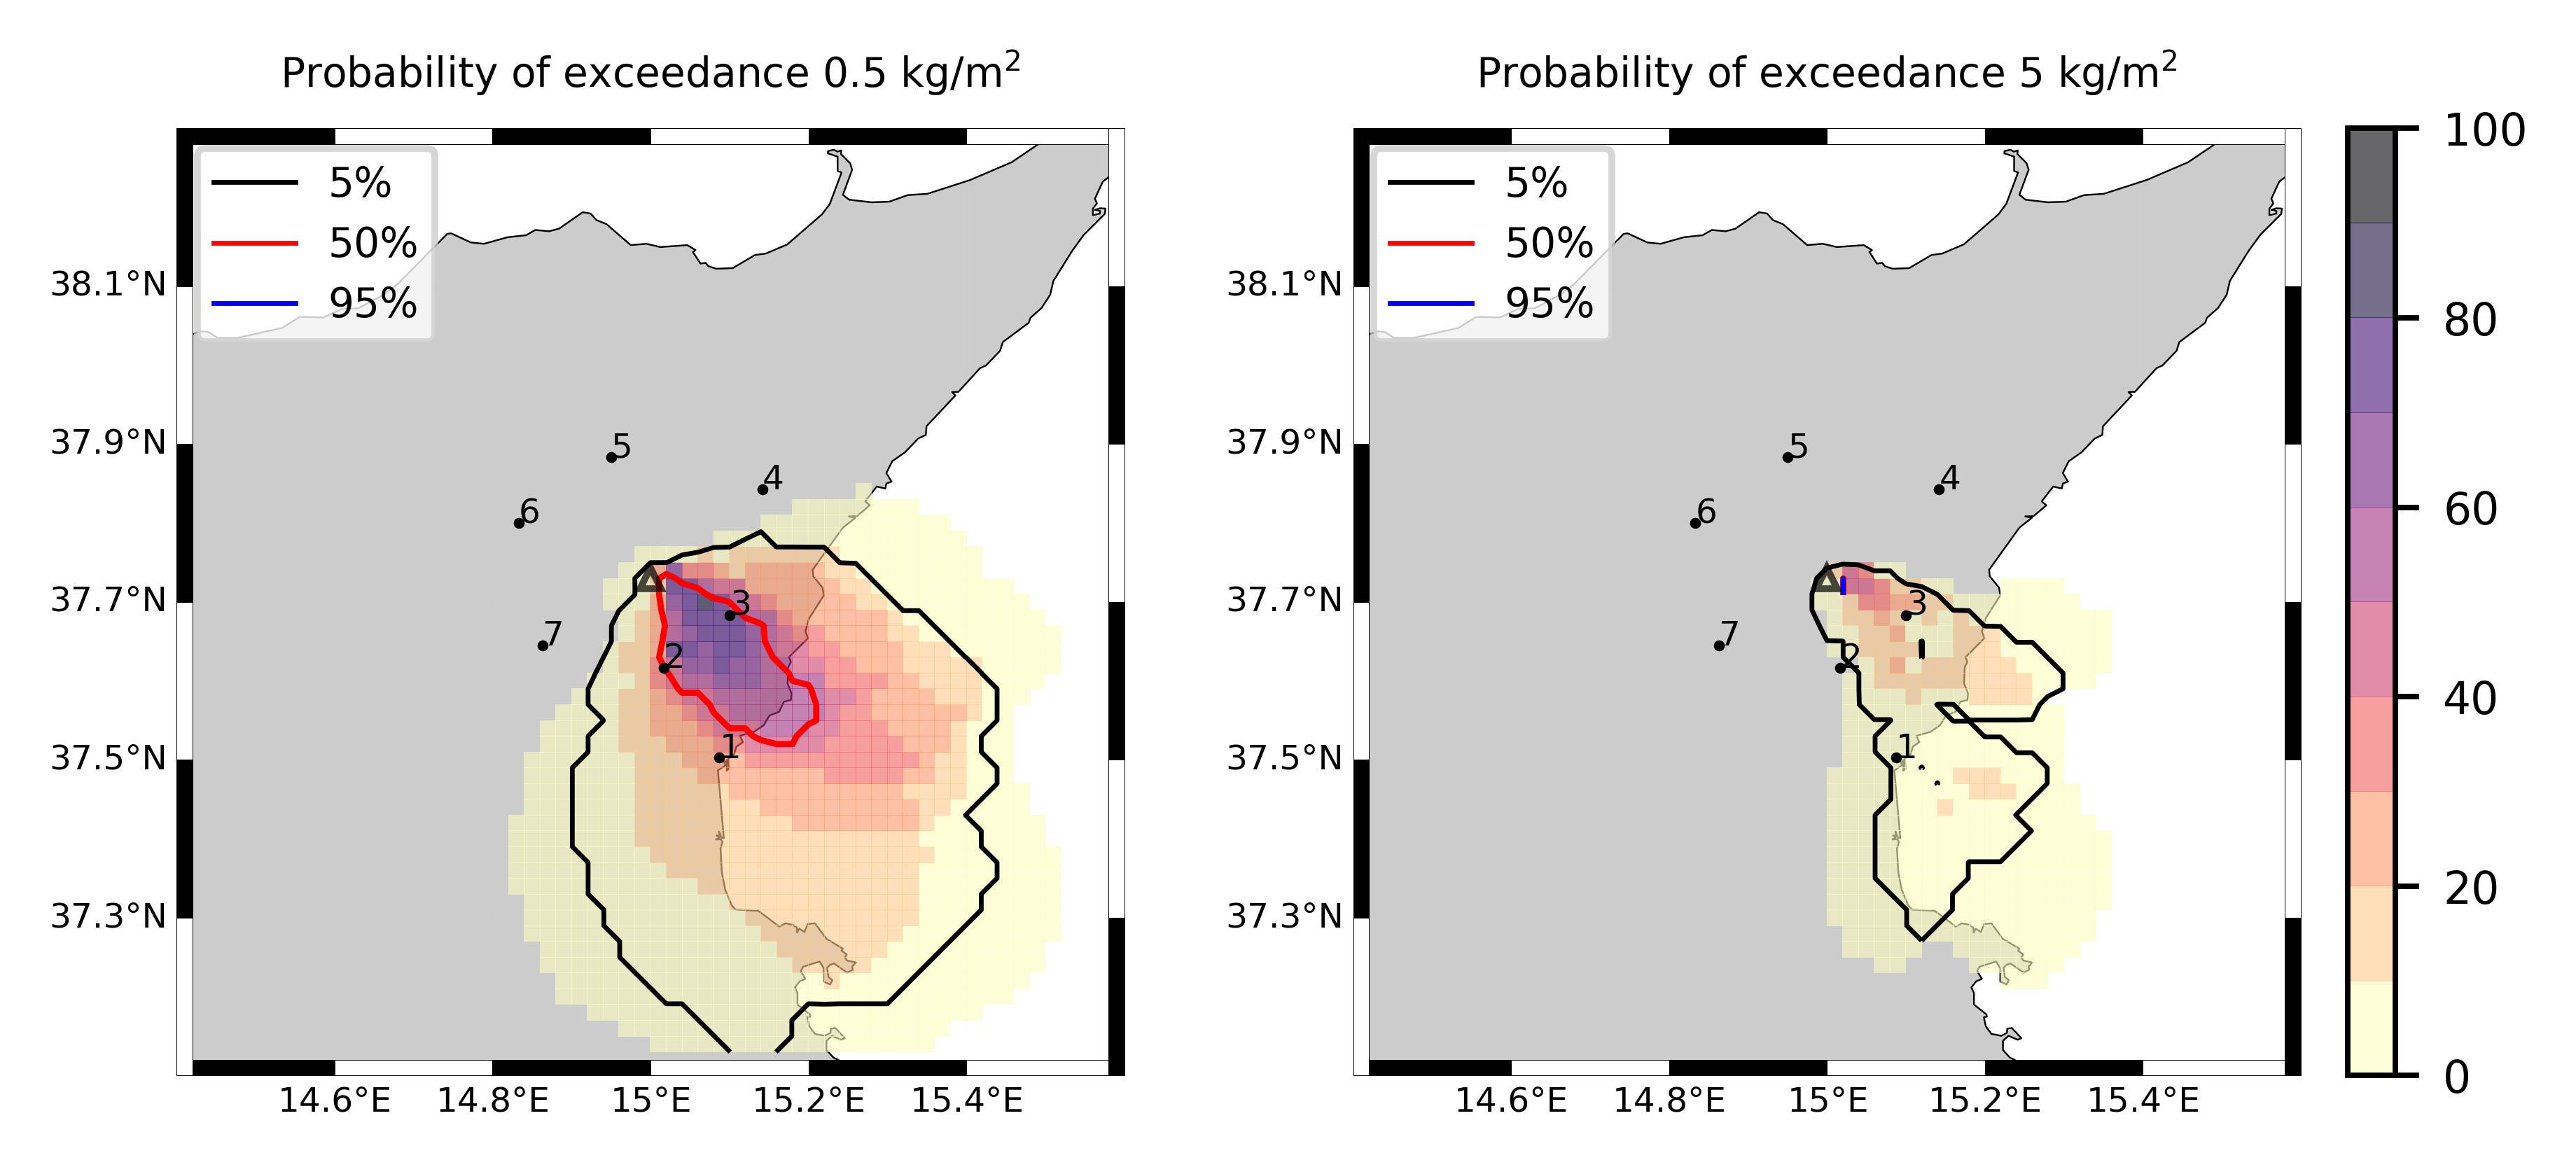 Probability of exceedance 0.5 kg/m²
5%
50%
95%
38.1°N
37.9°N
37.7°N
37.5°N
37.3°N
14.6°E
14.8°E
15°E
15.2°E
15.4°E
5
4
6
3
7
2
1
Probability of exceedance 5 kg/m²
5%
50%
95%
38.1°N
37.9°N
37.7°N
37.5°N
37.3°N
14.6°E
14.8°E
15°E
15.2°E
15.4°E
5
4
6
3
7
2
1
100
80
60
40
20
0